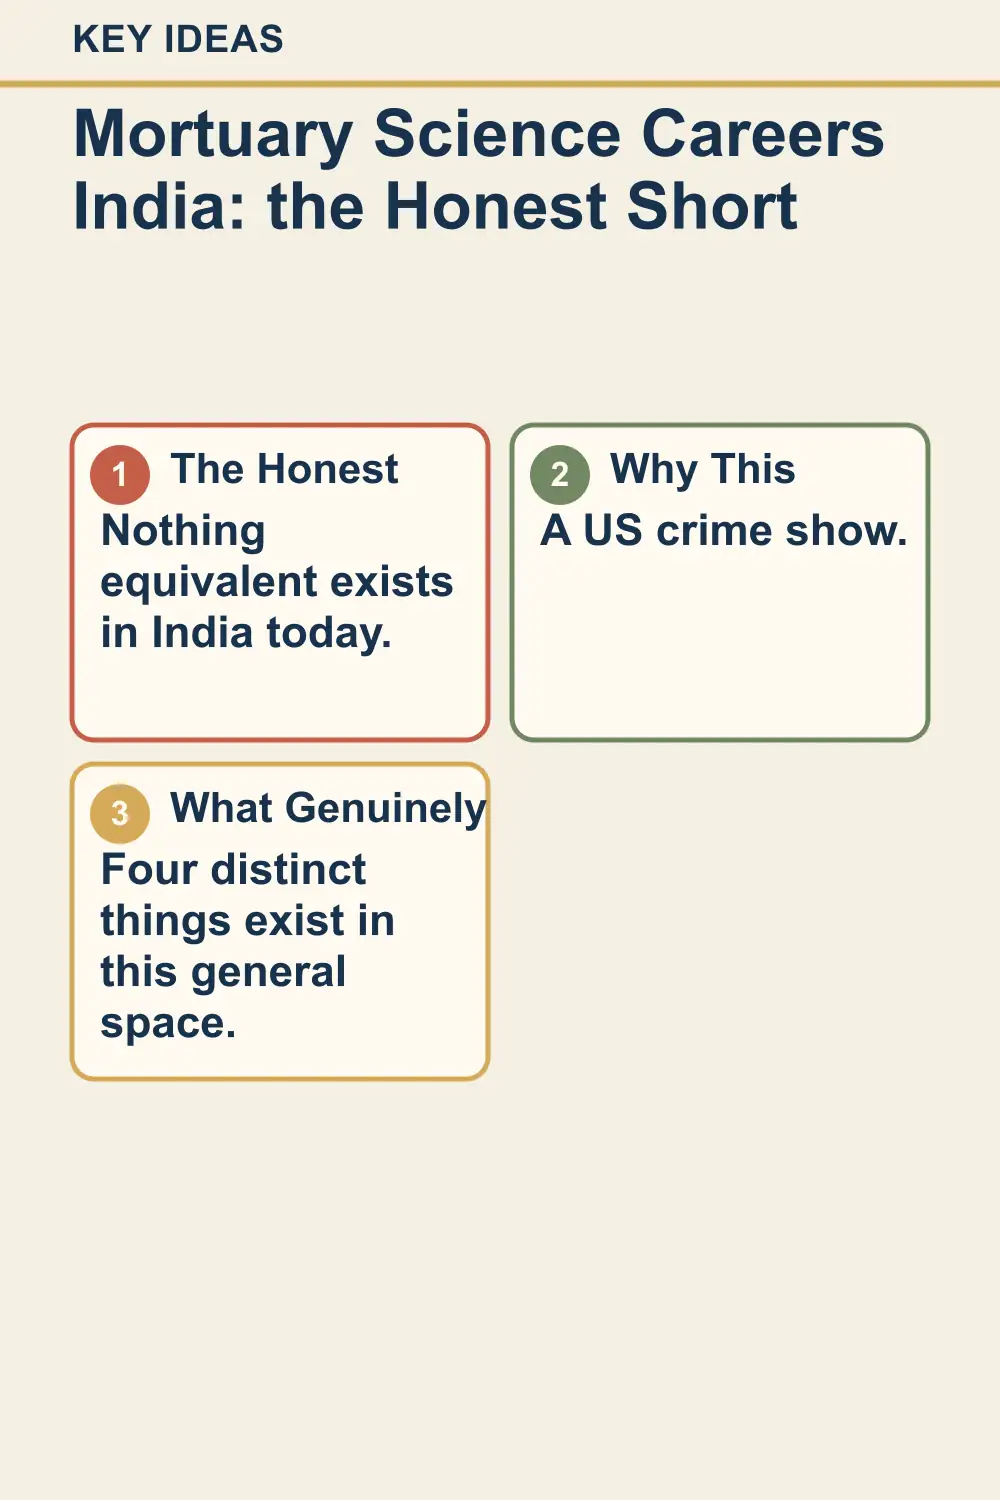 KEY IDEAS
Mortuary Science Careers
India: the Honest Short
1 The Honest
Nothing
equivalent exists
in India today.
2 Why This
A US crime show.
3 What Genuinely
Four distinct
things exist in
this general
space.